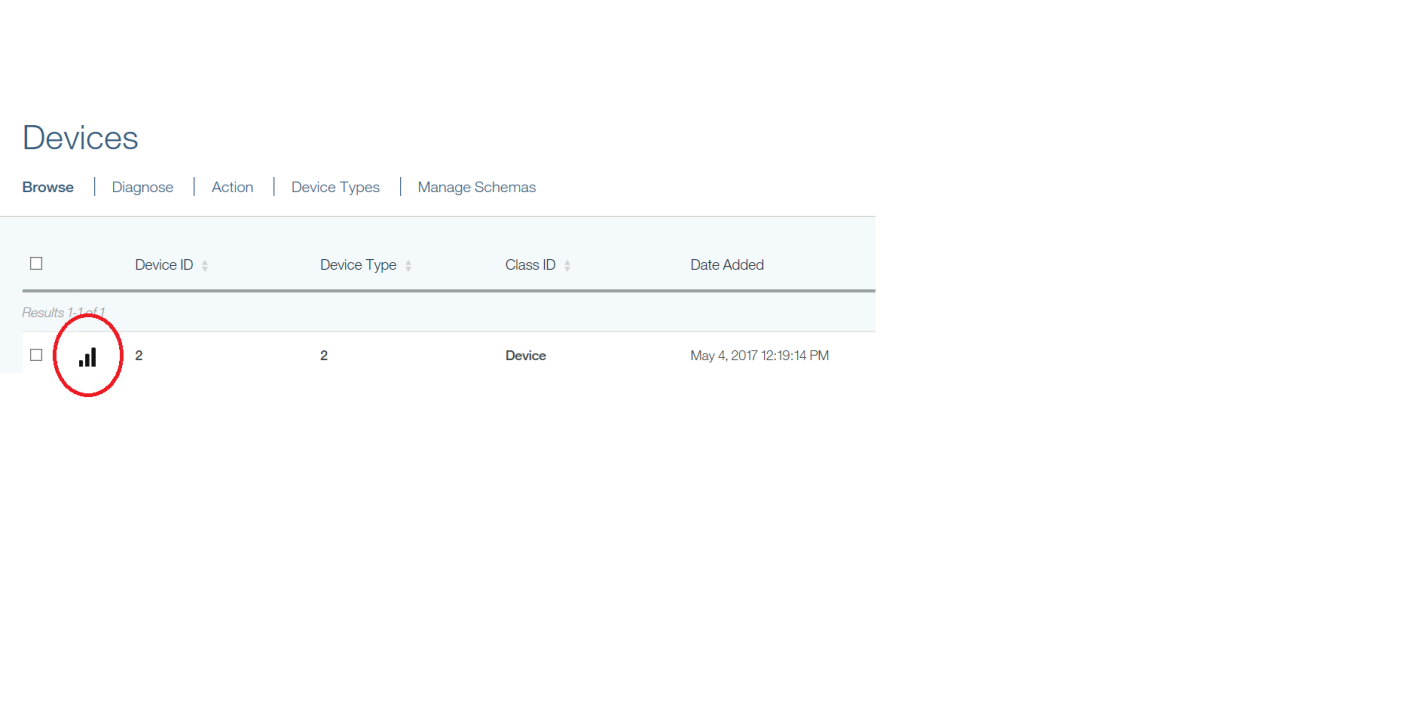 Devices
Browse Diagnose Action Device Types Manage Schemas
Device ID Device Type Class ID Date Added
Results 1-1 of 1
2 2 Device May 4, 2017 12:19:14 PM